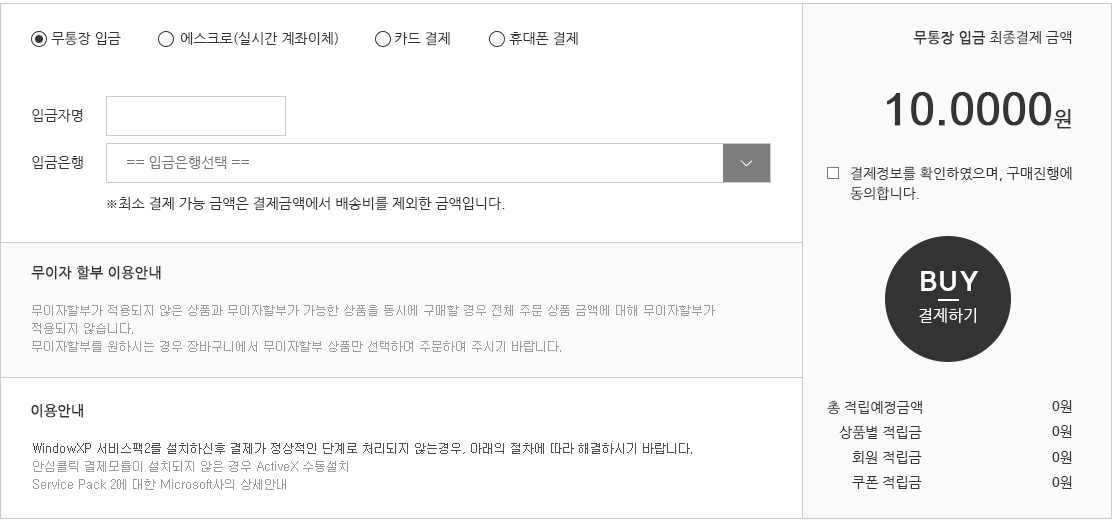 무통장 입금
에스크로(실시간 계좌이체)
카드 결제
휴대폰 결제
입금자명
입금은행
== 입금은행선택 ==
※최소 결제 가능 금액은 결제금액에서 배송비를 제외한 금액입니다.
무이자 할부 이용안내
무이자할부가 적용되지 않은 상품과 무이자할부가 가능한 상품을 동시에 구매할 경우 전체 주문 상품 금액에 대해 무이자할부가
적용되지 않습니다.
무이자할부를 원하시는 경우 장바구니에서 무이자할부 상품만 선택하여 주문하여 주시기 바랍니다.
이용안내
WindowXP 서비스팩2를 설치하신후 결제가 정상적인 단계로 처리되지 않는경우, 아래의 절차에 따라 해결하시기 바랍니다.
안심클릭 결제모듈이 설치되지 않은 경우 ActiveX 수동설치
Service Pack 2에 대한 Microsoft사의 상세안내
무통장 입금 최종결제 금액
10.0000원
결제정보를 확인하였으며, 구매진행에
동의합니다.
BUY
결제하기
총 적립예정금액 0원
상품별 적립금 0원
회원 적립금 0원
쿠폰 적립금 0원